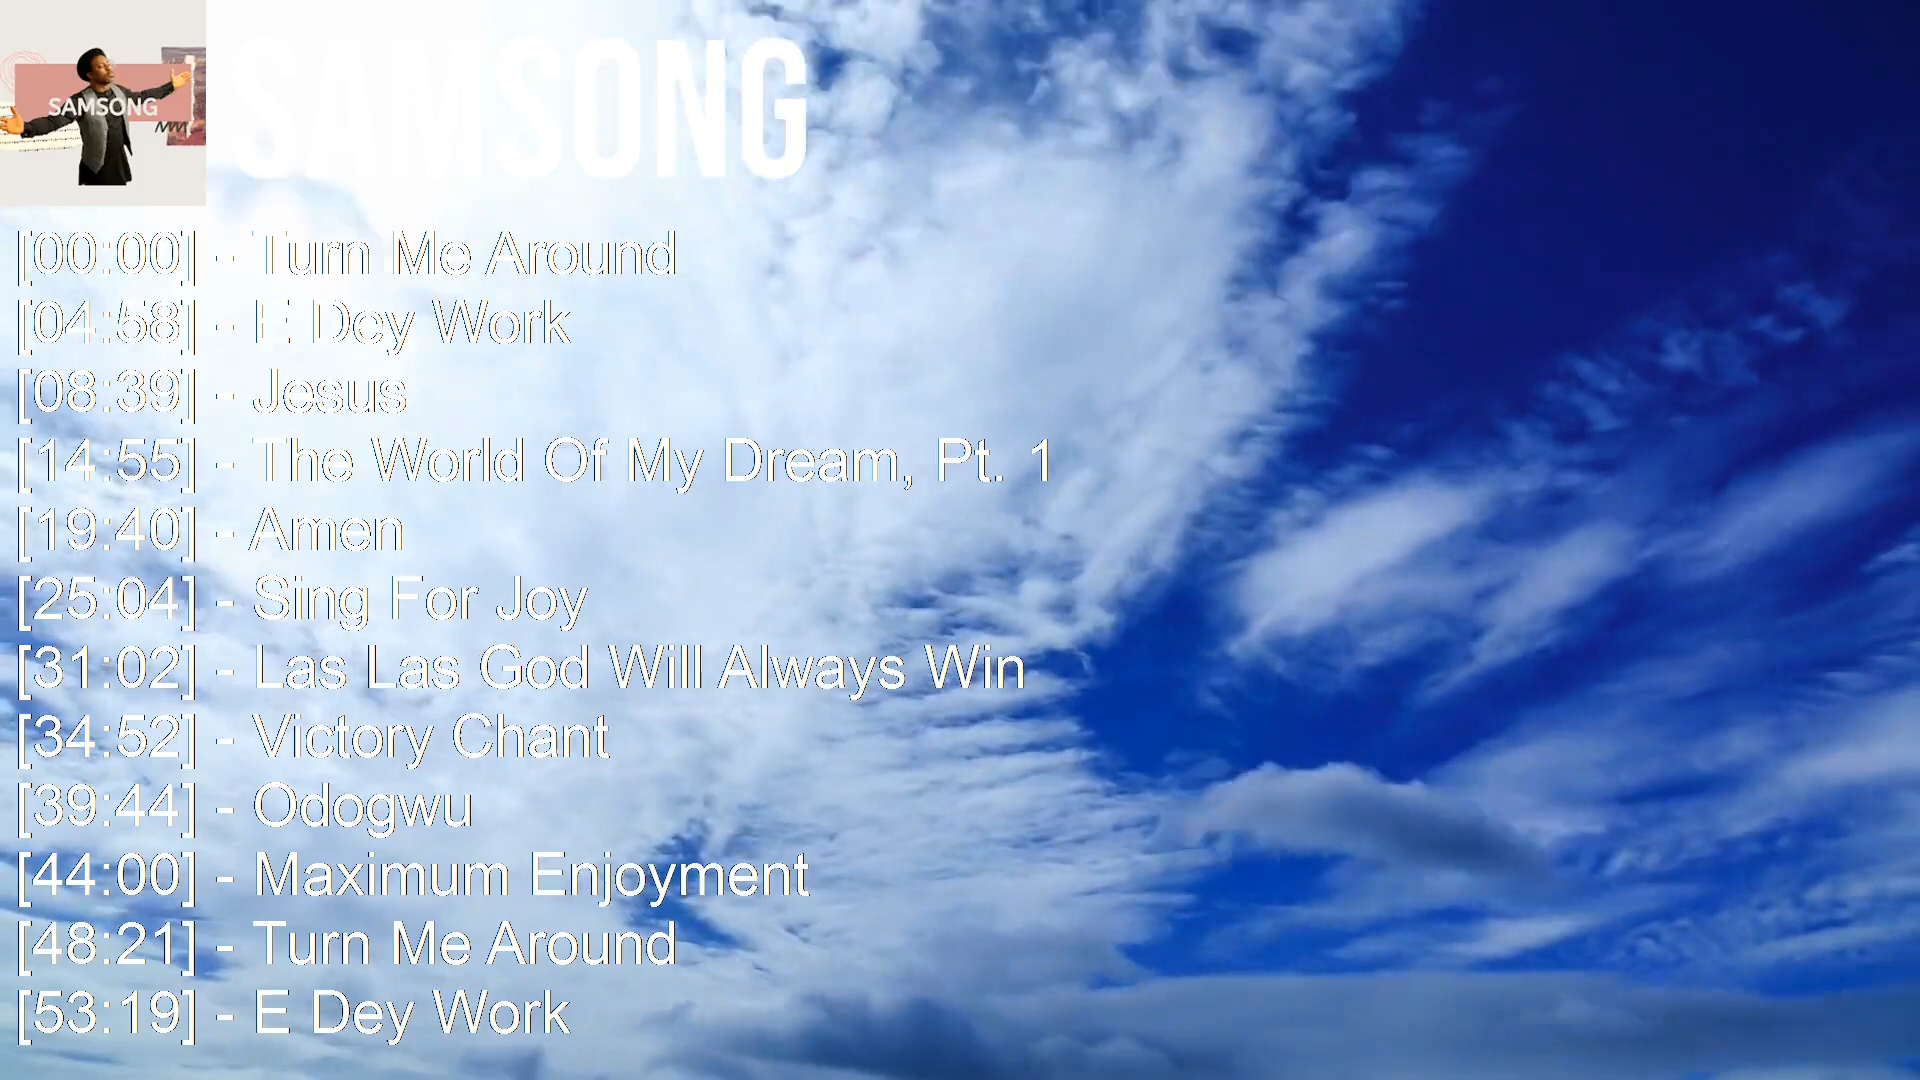 SAMSONG
SAMSONG
[00:00] - Turn Me Around
[04:58] - E Dey Work
[08:39] - Jesus
[14:55] - The World Of My Dream, Pt. 1
[19:40] - Amen
[25:04] - Sing For Joy
[31:02] - Las Las God Will Always Win
[34:52] - Victory Chant
[39:44] - Odogwu
[44:00] - Maximum Enjoyment
[48:21] - Turn Me Around
[53:19] - E Dey Work